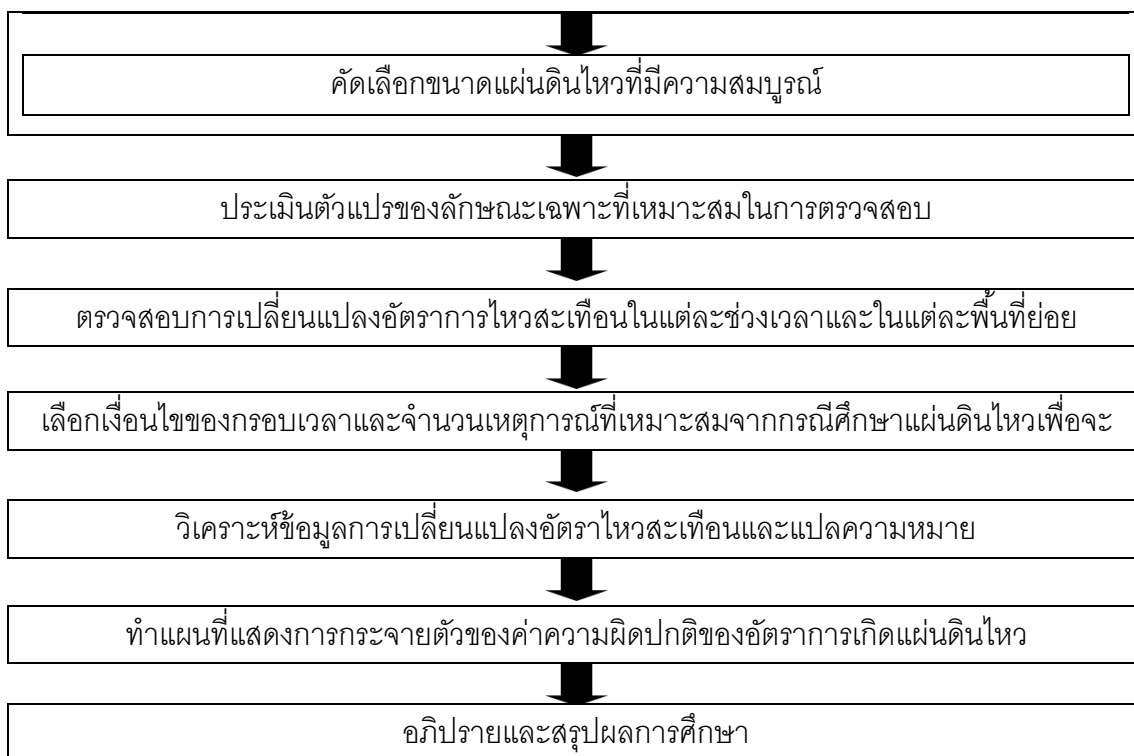 คัดเลือกขนาดแผ่นดินไหวที่มีความสมบูรณ์
ประเมินตัวแปรของลักษณะเฉพาะที่เหมาะสมในการตรวจสอบ
ตรวจสอบการเปลี่ยนแปลงอัตราการไหวสะเทือนในแต่ละช่วงเวลาและในแต่ละพื้นที่ย่อย
เลือกเงื่อนไขของกรอบเวลาและจำนวนเหตุการณ์ที่เหมาะสมจากกรณีศึกษาแผ่นดินไหวเพื่อจะ
วิเคราะห์ข้อมูลการเปลี่ยนแปลงอัตราไหวสะเทือนและแปลความหมาย
ทำแผนที่แสดงการกระจายตัวของค่าความผิดปกติของอัตราการเกิดแผ่นดินไหว
อภิปรายและสรุปผลการศึกษา